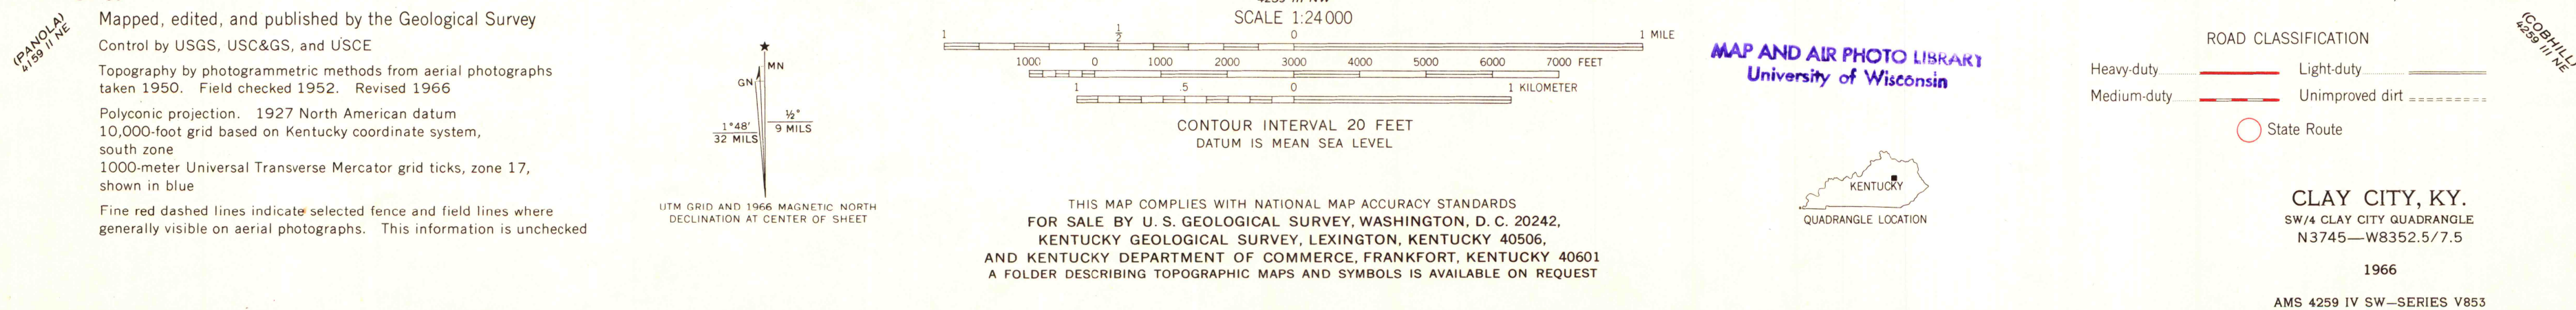 (PANOLA)
4159 II NE
Mapped, edited, and published by the Geological Survey
Control by USGS, USC&GS, and USCE
Topography by photogrammetric methods from aerial photographs
taken 1950. Field checked 1952. Revised 1966
Polyconic projection. 1927 North American datum
10,000-foot grid based on Kentucky coordinate system,
south zone
1000-meter Universal Transverse Mercator grid ticks, zone 17,
shown in blue
Fine red dashed lines indicate selected fence and field lines where
generally visible on aerial photographs. This information is unchecked
★
MN
GN
1°48′
32 MILS
½°
9 MILS
UTM GRID AND 1966 MAGNETIC NORTH
DECLINATION AT CENTER OF SHEET
SCALE 1:24000
1 ½ 0 1 MILE
1000 0 1000 2000 3000 4000 5000 6000 7000 FEET
1 .5 0 1 KILOMETER
CONTOUR INTERVAL 20 FEET
DATUM IS MEAN SEA LEVEL
THIS MAP COMPLIES WITH NATIONAL MAP ACCURACY STANDARDS
FOR SALE BY U. S. GEOLOGICAL SURVEY, WASHINGTON, D. C. 20242,
KENTUCKY GEOLOGICAL SURVEY, LEXINGTON, KENTUCKY 40506,
AND KENTUCKY DEPARTMENT OF COMMERCE, FRANKFORT, KENTUCKY 40601
A FOLDER DESCRIBING TOPOGRAPHIC MAPS AND SYMBOLS IS AVAILABLE ON REQUEST
MAP AND AIR PHOTO LIBRARY
University of Wisconsin
KENTUCKY
QUADRANGLE LOCATION
ROAD CLASSIFICATION
Heavy-duty Light-duty
Medium-duty Unimproved dirt
State Route
(COBHILL)
4259 III NE
CLAY CITY, KY.
SW/4 CLAY CITY QUADRANGLE
N3745—W8352.5/7.5
1966
AMS 4259 IV SW—SERIES V853